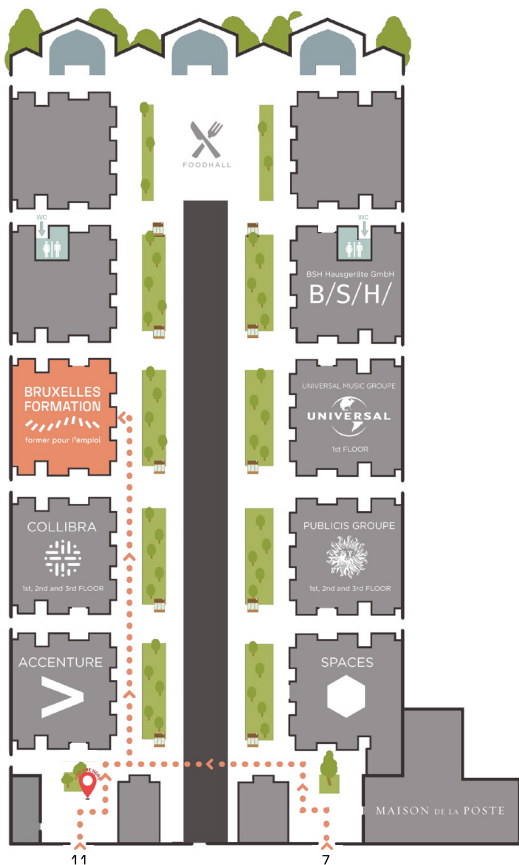 FOODHALL
WC
WC
BSH Hausgeräte GmbH
B/S/H/
BRUXELLES
FORMATION
former pour l'emploi
UNIVERSAL MUSIC GROUPE
UNIVERSAL
1st FLOOR
COLLIBRA
1st, 2nd and 3rd FLOOR
PUBLICIS GROUPE
1st, 2nd and 3rd FLOOR
ACCENTURE
SPACES
MAISON DE LA POSTE
11
7